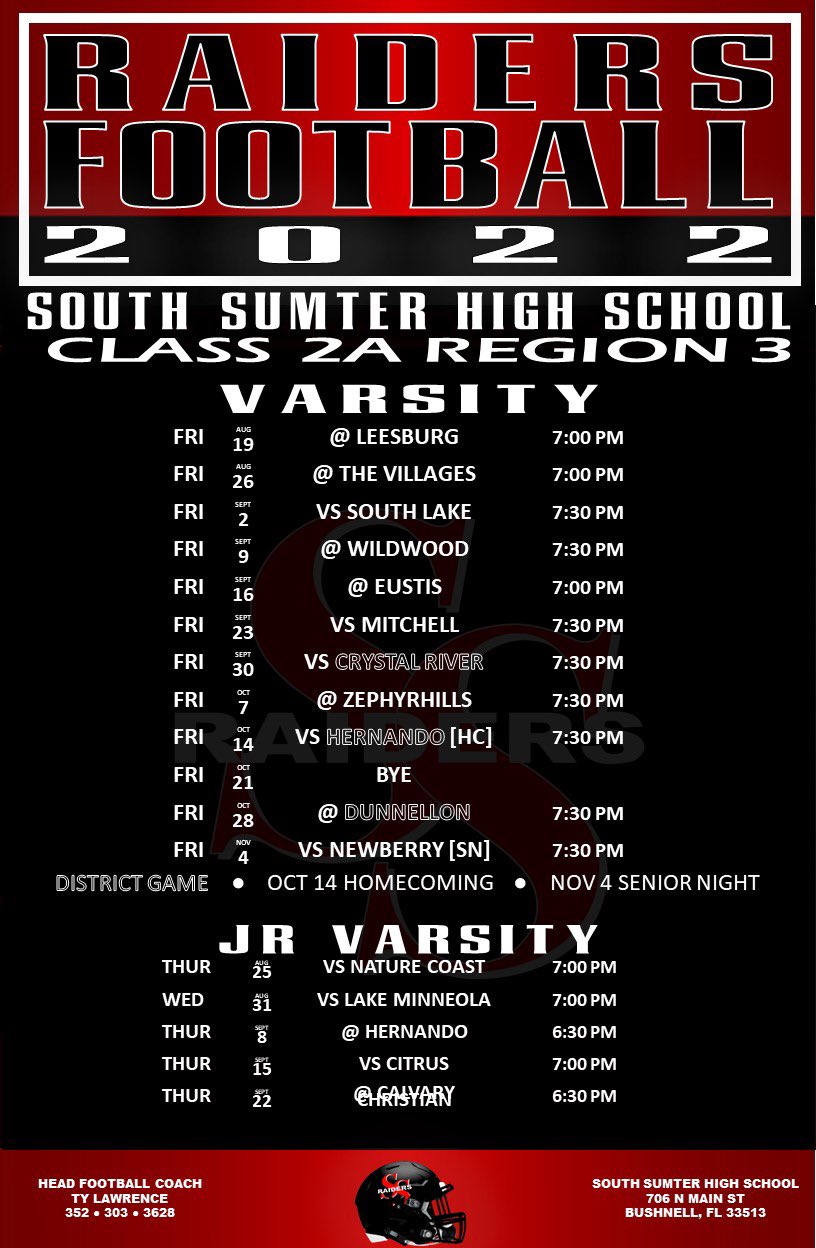 RAIDERS
FOOTBALL
2022
SOUTH SUMTER HIGH SCHOOL
CLASS 2A REGION 3
VARSITY
FRI AUG 19 @ LEESBURG 7:00 PM
FRI AUG 26 @ THE VILLAGES 7:00 PM
FRI SEPT 2 VS SOUTH LAKE 7:30 PM
FRI SEPT 9 @ WILDWOOD 7:30 PM
FRI SEPT 16 @ EUSTIS 7:00 PM
FRI SEPT 23 VS MITCHELL 7:30 PM
FRI SEPT 30 VS CRYSTAL RIVER 7:30 PM
FRI OCT 7 @ ZEPHYRHILLS 7:30 PM
RAIDERS
FRI OCT 14 VS HERNANDO [HC] 7:30 PM
FRI OCT 21 BYE
FRI OCT 28 @ DUNNELLON 7:30 PM
FRI NOV 4 VS NEWBERRY [SN] 7:30 PM
DISTRICT GAME ● OCT 14 HOMECOMING ● NOV 4 SENIOR NIGHT
JR VARSITY
THUR AUG 25 VS NATURE COAST 7:00 PM
WED AUG 31 VS LAKE MINNEOLA 7:00 PM
THUR SEPT 8 @ HERNANDO 6:30 PM
THUR SEPT 15 VS CITRUS 7:00 PM
THUR SEPT 22 @ CALVARY CHRISTIAN 6:30 PM
HEAD FOOTBALL COACH
TY LAWRENCE
352 ● 303 ● 3628
SS
RAIDERS
SOUTH SUMTER HIGH SCHOOL
706 N MAIN ST
BUSHNELL, FL 33513